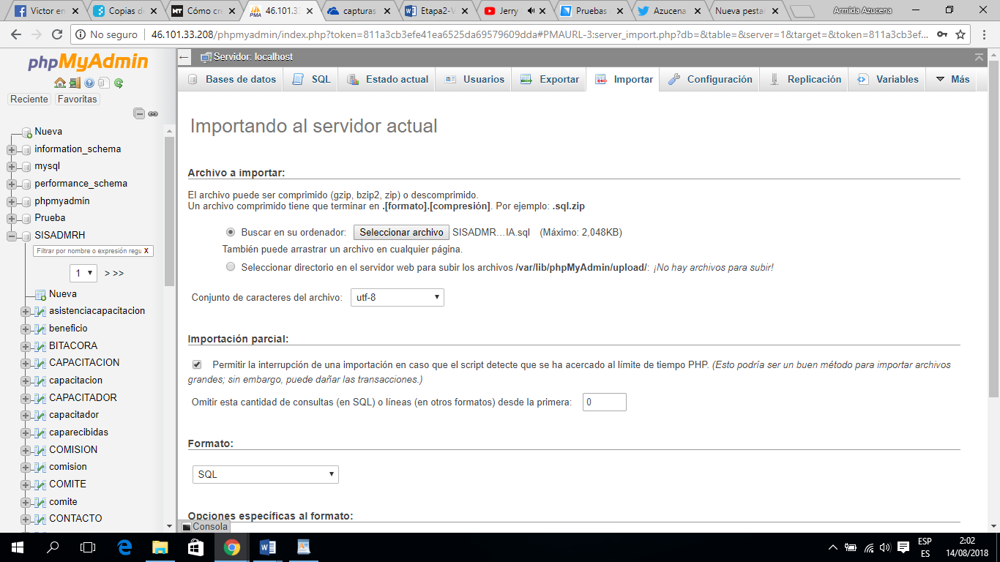 Victor en
Copias d
Cómo cr
46.101.3
capturas
Etapa2-V
Jerry
Pruebas
Azucena
Nueva pesta
Armida Azucena
No seguro
46.101.33.208/phpmyadmin/index.php?token=811a3cb3efe41ea6525da69579609dda#PMAURL-3:server_import.php?db=&table=&server=1&target=&token=811a3cb3ef...
phpMyAdmin
Reciente
Favoritas
Nueva
information_schema
mysql
performance_schema
phpmyadmin
Prueba
SISADMRH
Filtrar por nombre o expresión regu X
1 > >>
Nueva
asistenciacapacitacion
beneficio
BITACORA
CAPACITACION
capacitacion
CAPACITADOR
capacitador
caparecibidas
COMISION
comision
COMITE
comite
CONTACTO
Servidor: localhost
Bases de datos
SQL
Estado actual
Usuarios
Exportar
Importar
Configuración
Replicación
Variables
Más
Importando al servidor actual
Archivo a importar:
El archivo puede ser comprimido (gzip, bzip2, zip) o descomprimido.
Un archivo comprimido tiene que terminar en .[formato].[compresión]. Por ejemplo: .sql.zip
Buscar en su ordenador: Seleccionar archivo SISADMR...IA.sql (Máximo: 2,048KB)
También puede arrastrar un archivo en cualquier página.
Seleccionar directorio en el servidor web para subir los archivos /var/lib/phpMyAdmin/upload/: ¡No hay archivos para subir!
Conjunto de caracteres del archivo: utf-8
Importación parcial:
Permitir la interrupción de una importación en caso que el script detecte que se ha acercado al límite de tiempo PHP. (Esto podría ser un buen método para importar archivos
grandes; sin embargo, puede dañar las transacciones.)
Omitir esta cantidad de consultas (en SQL) o líneas (en otros formatos) desde la primera: 0
Formato:
SQL
Opciones específicas al formato:
Consola
ESP
ES
2:02
14/08/2018